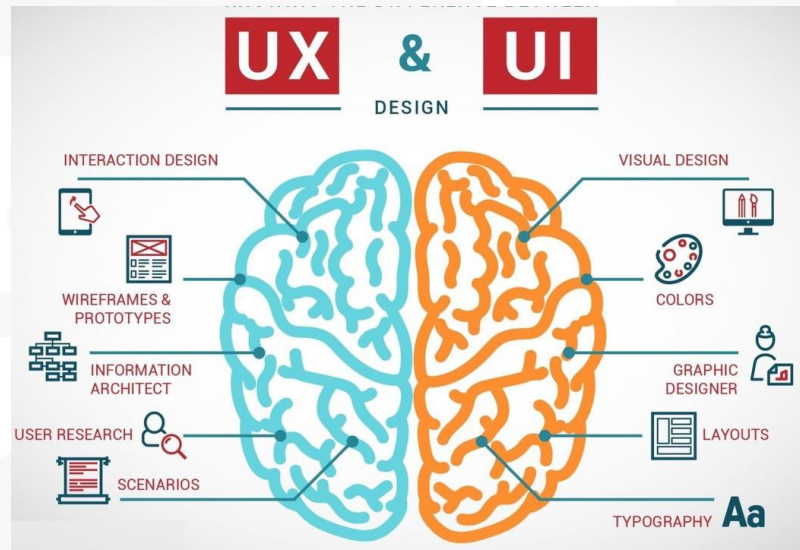 UX & UI
DESIGN
INTERACTION DESIGN
WIREFRAMES &
PROTOTYPES
INFORMATION
ARCHITECT
USER RESEARCH
SCENARIOS
VISUAL DESIGN
COLORS
GRAPHIC
DESIGNER
LAYOUTS
TYPOGRAPHY Aa